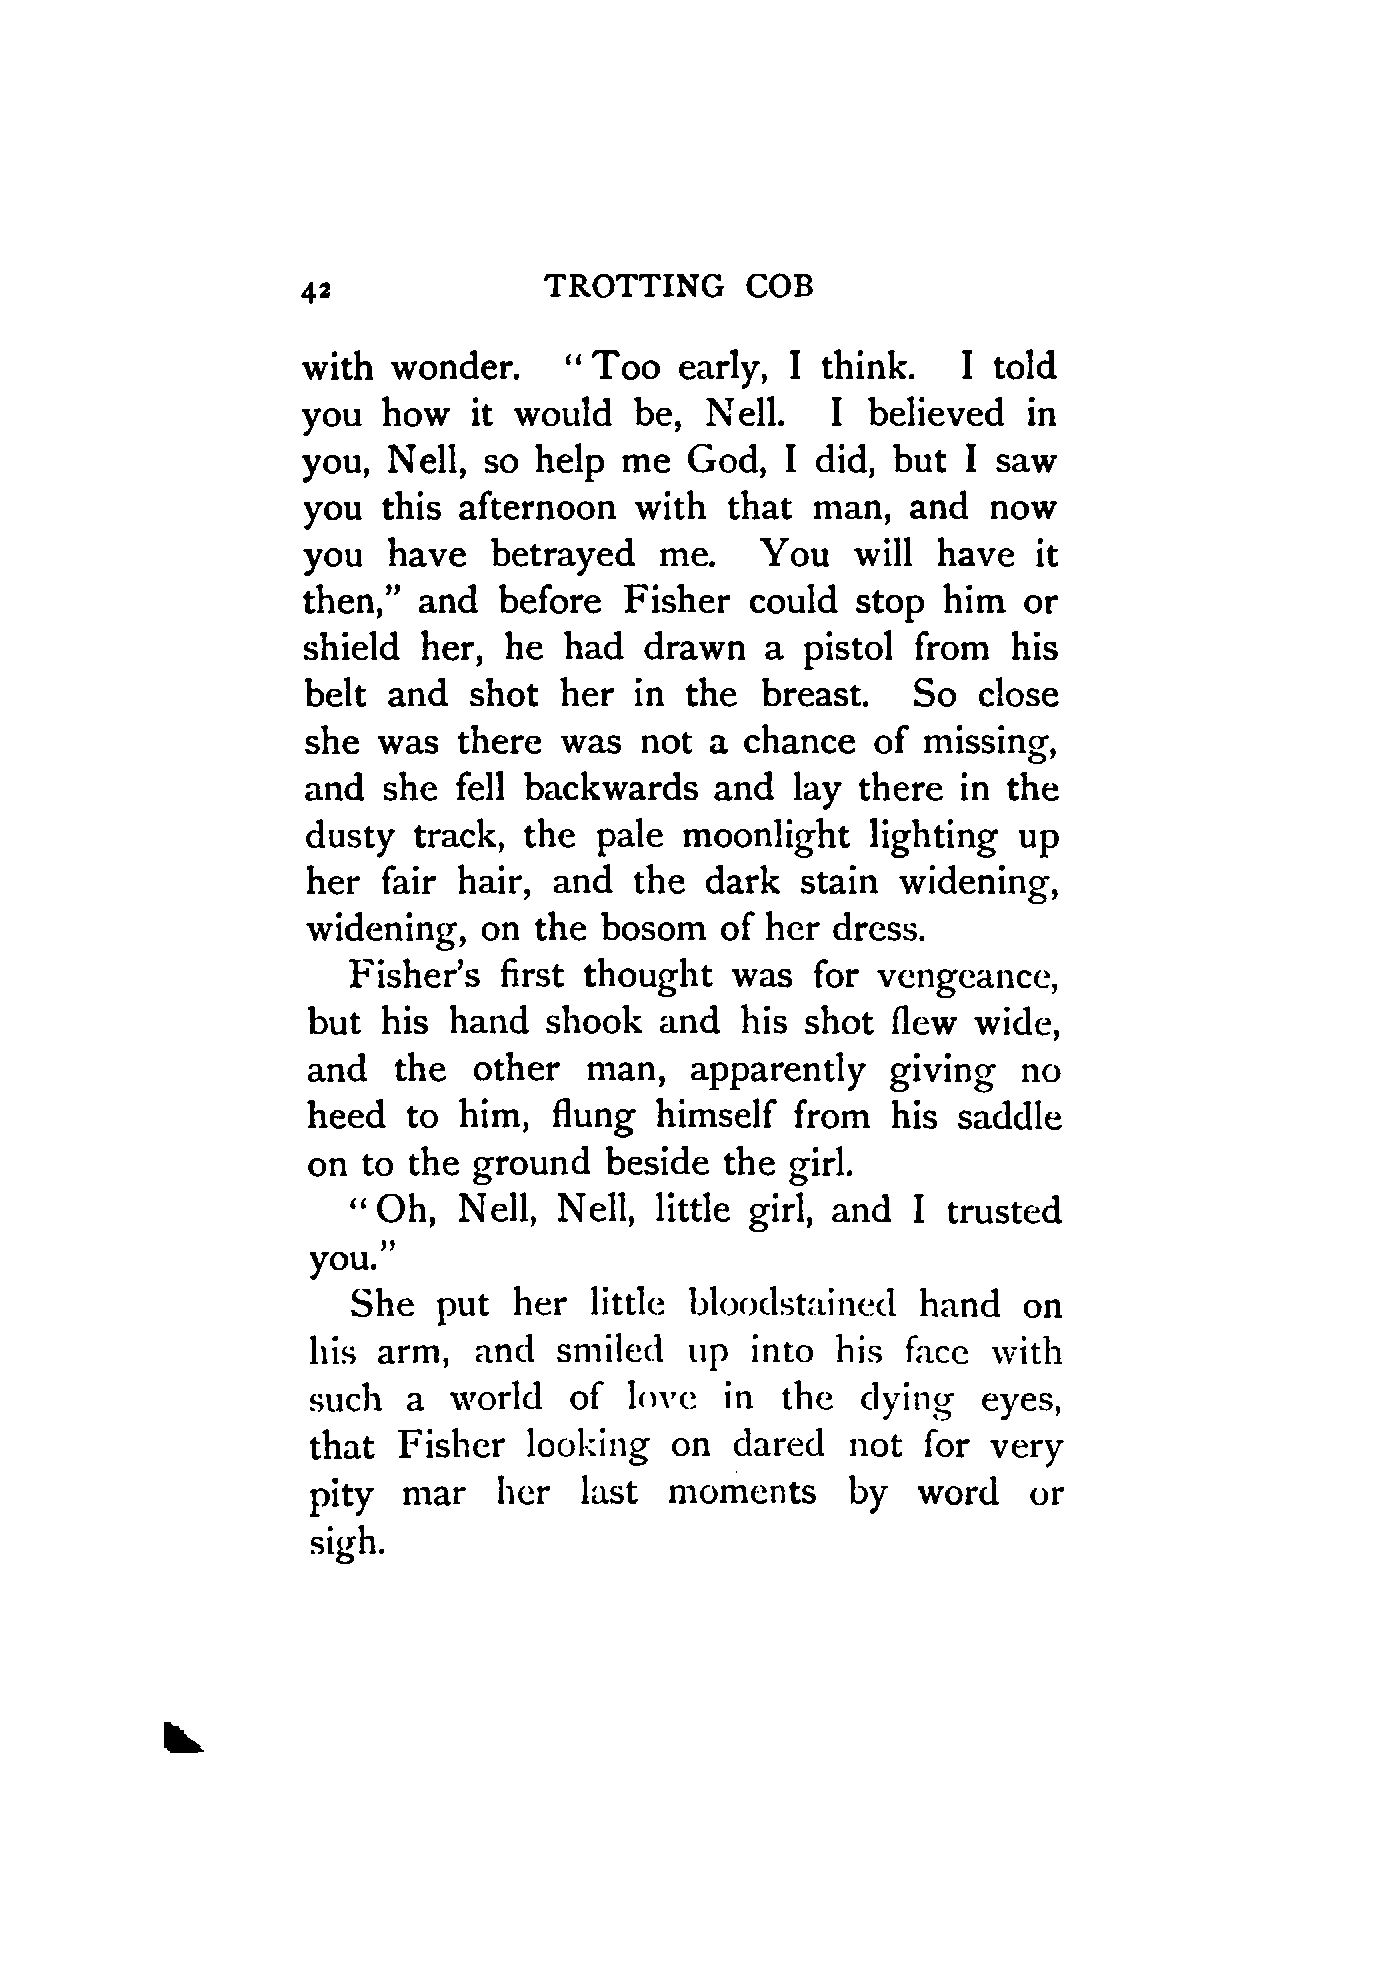 42 TROTTING COB
with wonder. "Too early, I think. I told
you how it would be, Nell. I believed in
you, Nell, so help me God, I did, but I saw
you this afternoon with that man, and now
you have betrayed me. You will have it
then," and before Fisher could stop him or
shield her, he had drawn a pistol from his
belt and shot her in the breast. So close
she was there was not a chance of missing,
and she fell backwards and lay there in the
dusty track, the pale moonlight lighting up
her fair hair, and the dark stain widening,
widening, on the bosom of her dress.
Fisher's first thought was for vengeance,
but his hand shook and his shot flew wide,
and the other man, apparently giving no
heed to him, flung himself from his saddle
on to the ground beside the girl.
"Oh, Nell, Nell, little girl, and I trusted
you."
She put her little bloodstained hand on
his arm, and smiled up into his face with
such a world of love in the dying eyes,
that Fisher looking on dared not for very
pity mar her last moments by word or
sigh.